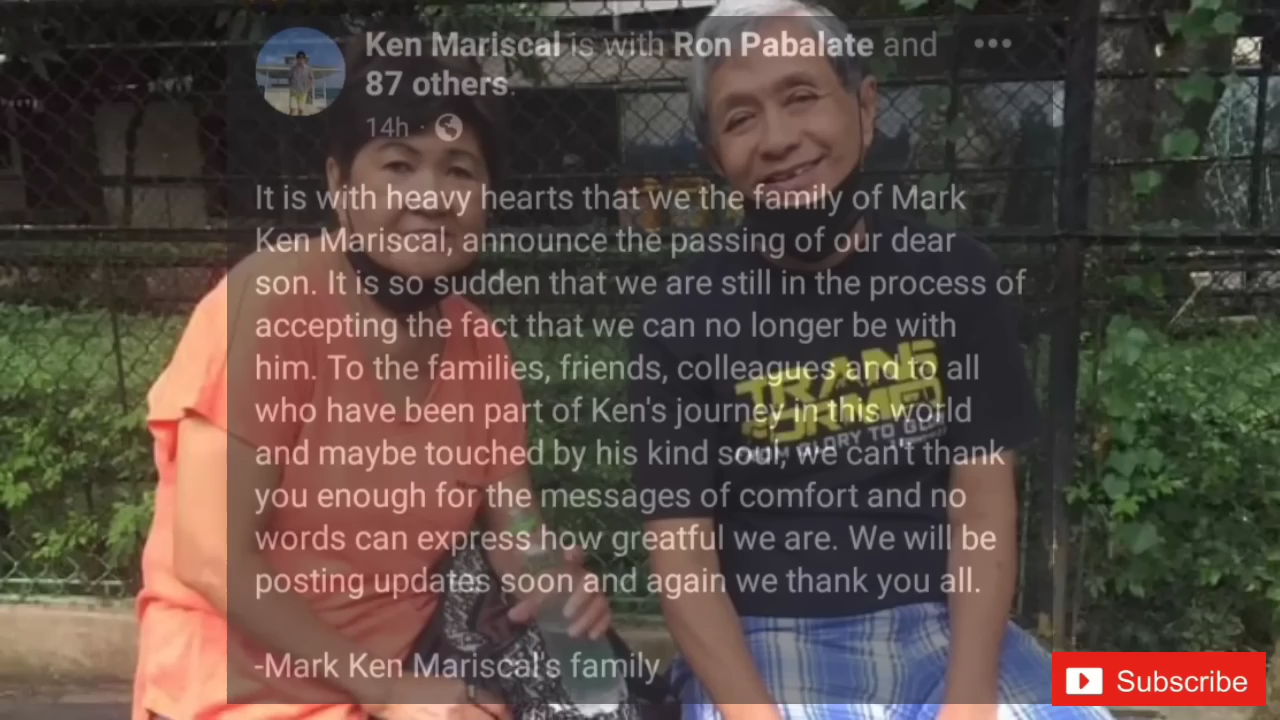 Ken Mariscal is with Ron Pabalate and
87 others.
14h ·
It is with heavy hearts that we the family of Mark
Ken Mariscal, announce the passing of our dear
son. It is so sudden that we are still in the process of
accepting the fact that we can no longer be with
him. To the families, friends, colleagues and to all
who have been part of Ken's journey in this world
and maybe touched by his kind soul, we can't thank
you enough for the messages of comfort and no
words can express how greatful we are. We will be
posting updates soon and again we thank you all.
-Mark Ken Mariscal's family
TRANS
FORMED
GLORY TO
Subscribe